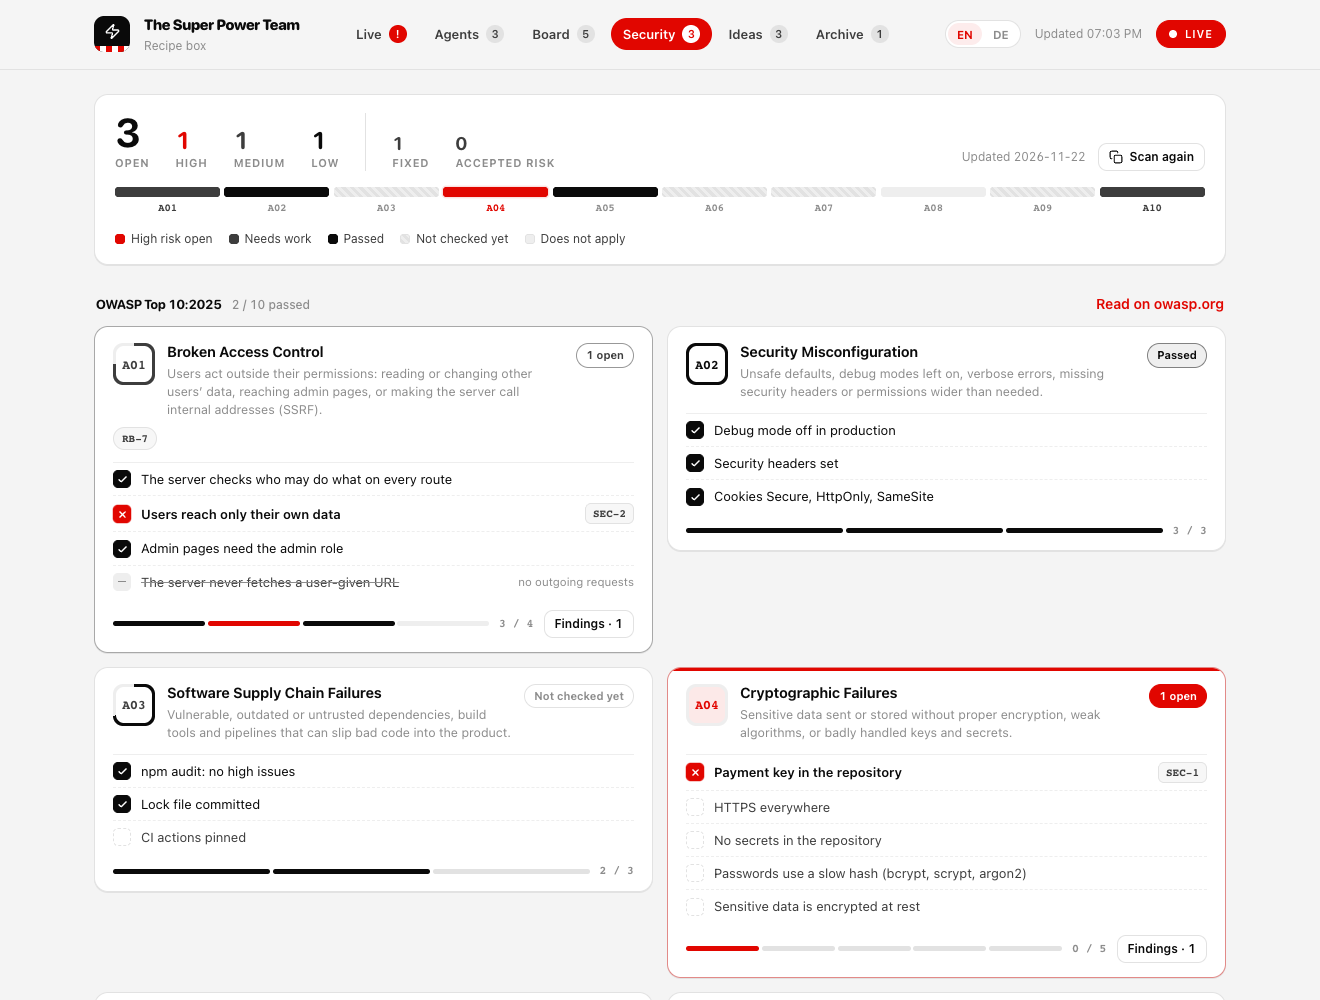 The Super Power Team
Recipe box
Live !
Agents 3
Board 5
Security 3
Ideas 3
Archive 1
EN DE
Updated 07:03 PM
LIVE
3 OPEN
1 HIGH
1 MEDIUM
1 LOW
1 FIXED
0 ACCEPTED RISK
Updated 2026-11-22
Scan again
A01 A02 A03 A04 A05 A06 A07 A08 A09 A10
High risk open Needs work Passed Not checked yet Does not apply
OWASP Top 10:2025 2 / 10 passed
Read on owasp.org
A01
Broken Access Control
1 open
Users act outside their permissions: reading or changing other
users’ data, reaching admin pages, or making the server call
internal addresses (SSRF).
RB-7
The server checks who may do what on every route
Users reach only their own data SEC-2
Admin pages need the admin role
The server never fetches a user-given URL no outgoing requests
3 / 4 Findings · 1
A02
Security Misconfiguration
Passed
Unsafe defaults, debug modes left on, verbose errors, missing
security headers or permissions wider than needed.
Debug mode off in production
Security headers set
Cookies Secure, HttpOnly, SameSite
3 / 3
A03
Software Supply Chain Failures
Not checked yet
Vulnerable, outdated or untrusted dependencies, build
tools and pipelines that can slip bad code into the product.
npm audit: no high issues
Lock file committed
CI actions pinned
2 / 3
A04
Cryptographic Failures
1 open
Sensitive data sent or stored without proper encryption, weak
algorithms, or badly handled keys and secrets.
Payment key in the repository SEC-1
HTTPS everywhere
No secrets in the repository
Passwords use a slow hash (bcrypt, scrypt, argon2)
Sensitive data is encrypted at rest
0 / 5 Findings · 1